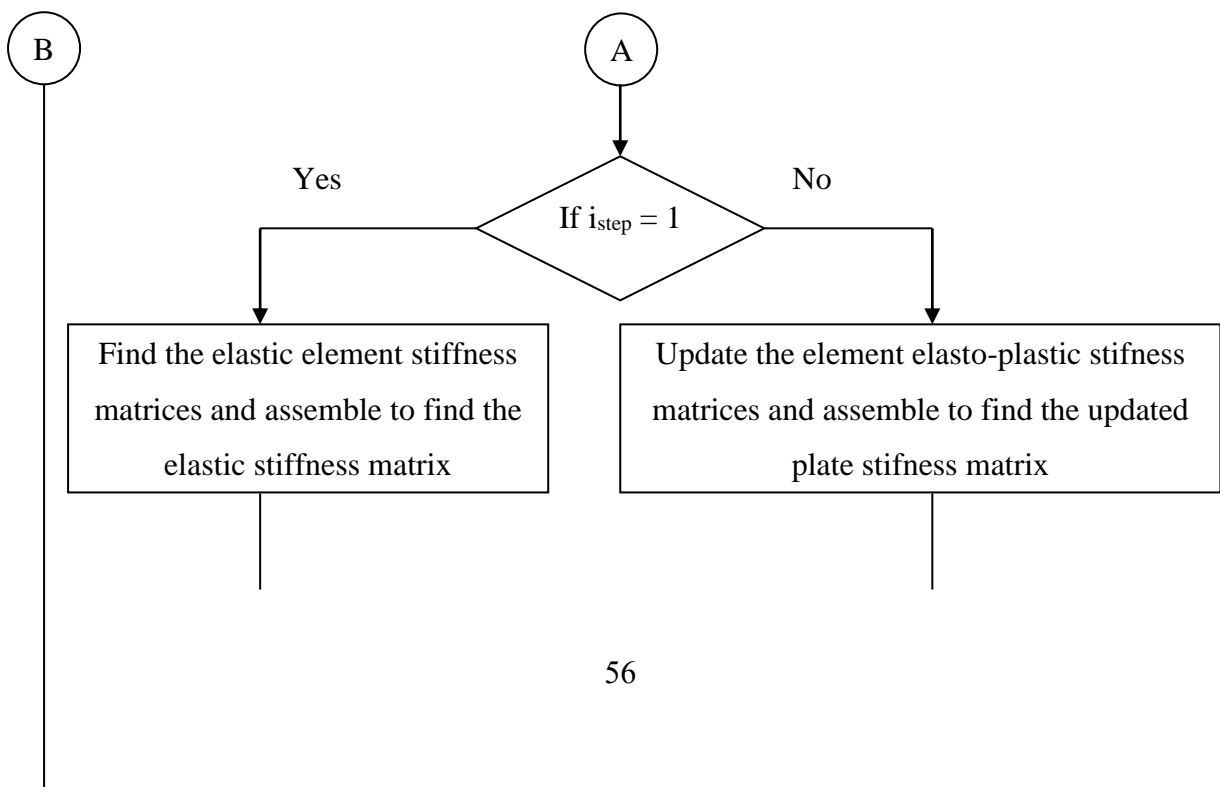 B
A
Yes
No
If i_step = 1
Find the elastic element stiffness
matrices and assemble to find the
elastic stiffness matrix
Update the element elasto-plastic stifness
matrices and assemble to find the updated
plate stifness matrix
56